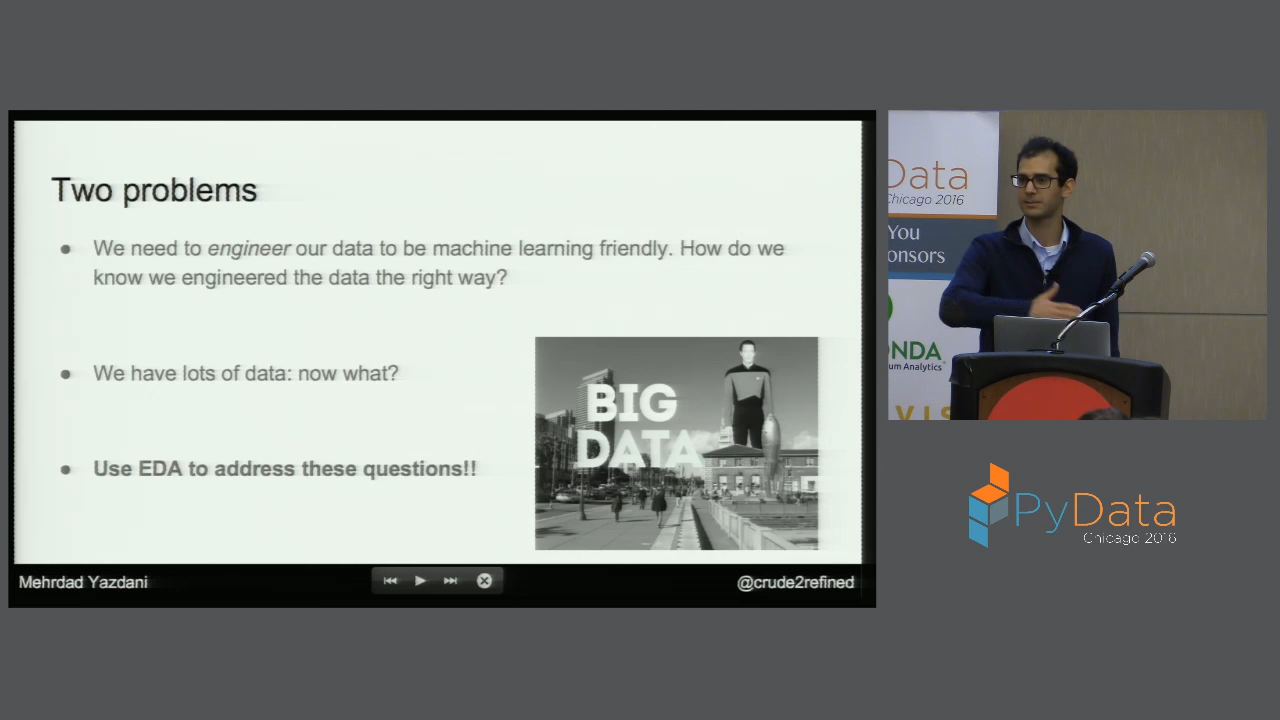 Two problems
● We need to engineer our data to be machine learning friendly. How do we
know we engineered the data the right way?
● We have lots of data: now what?
● Use EDA to address these questions!!
BIG
DATA
Mehrdad Yazdani
@crude2refined
Data
Chicago 2016
You
onsors
NDA
um Analytics
VIS
PyData
Chicago 2016